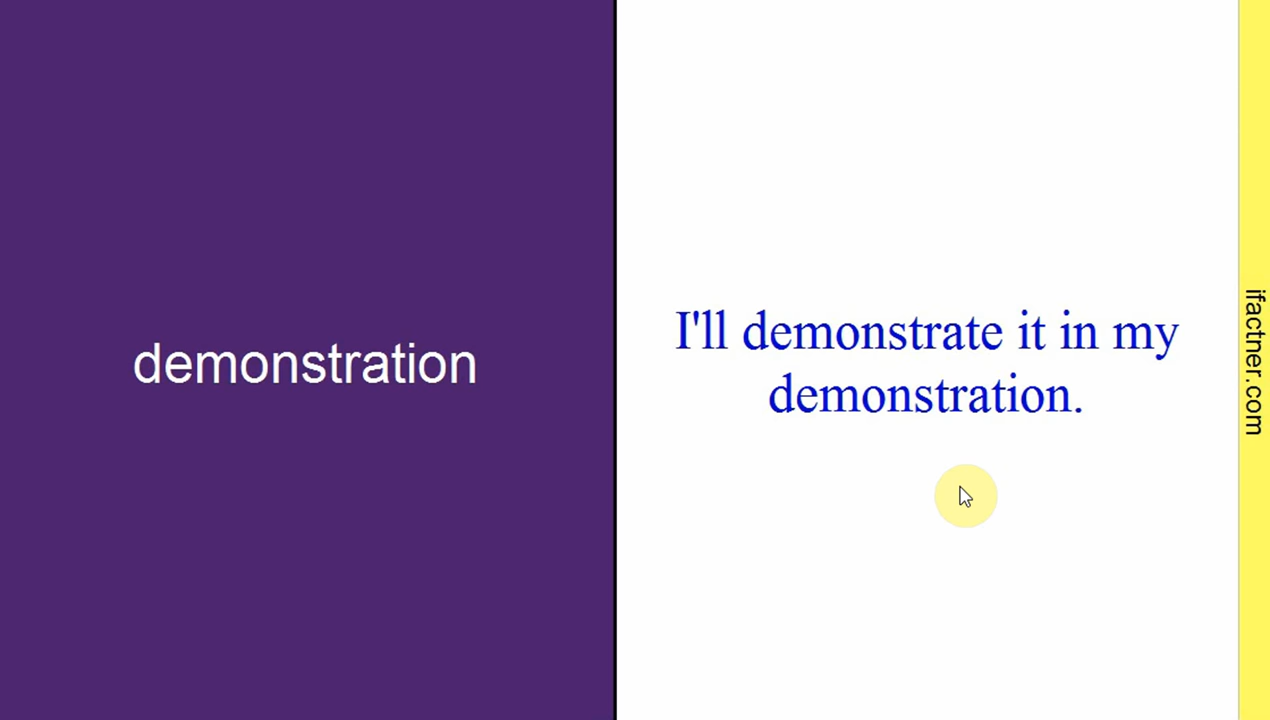 demonstration
I'll demonstrate it in my
demonstration.
ifactner.com